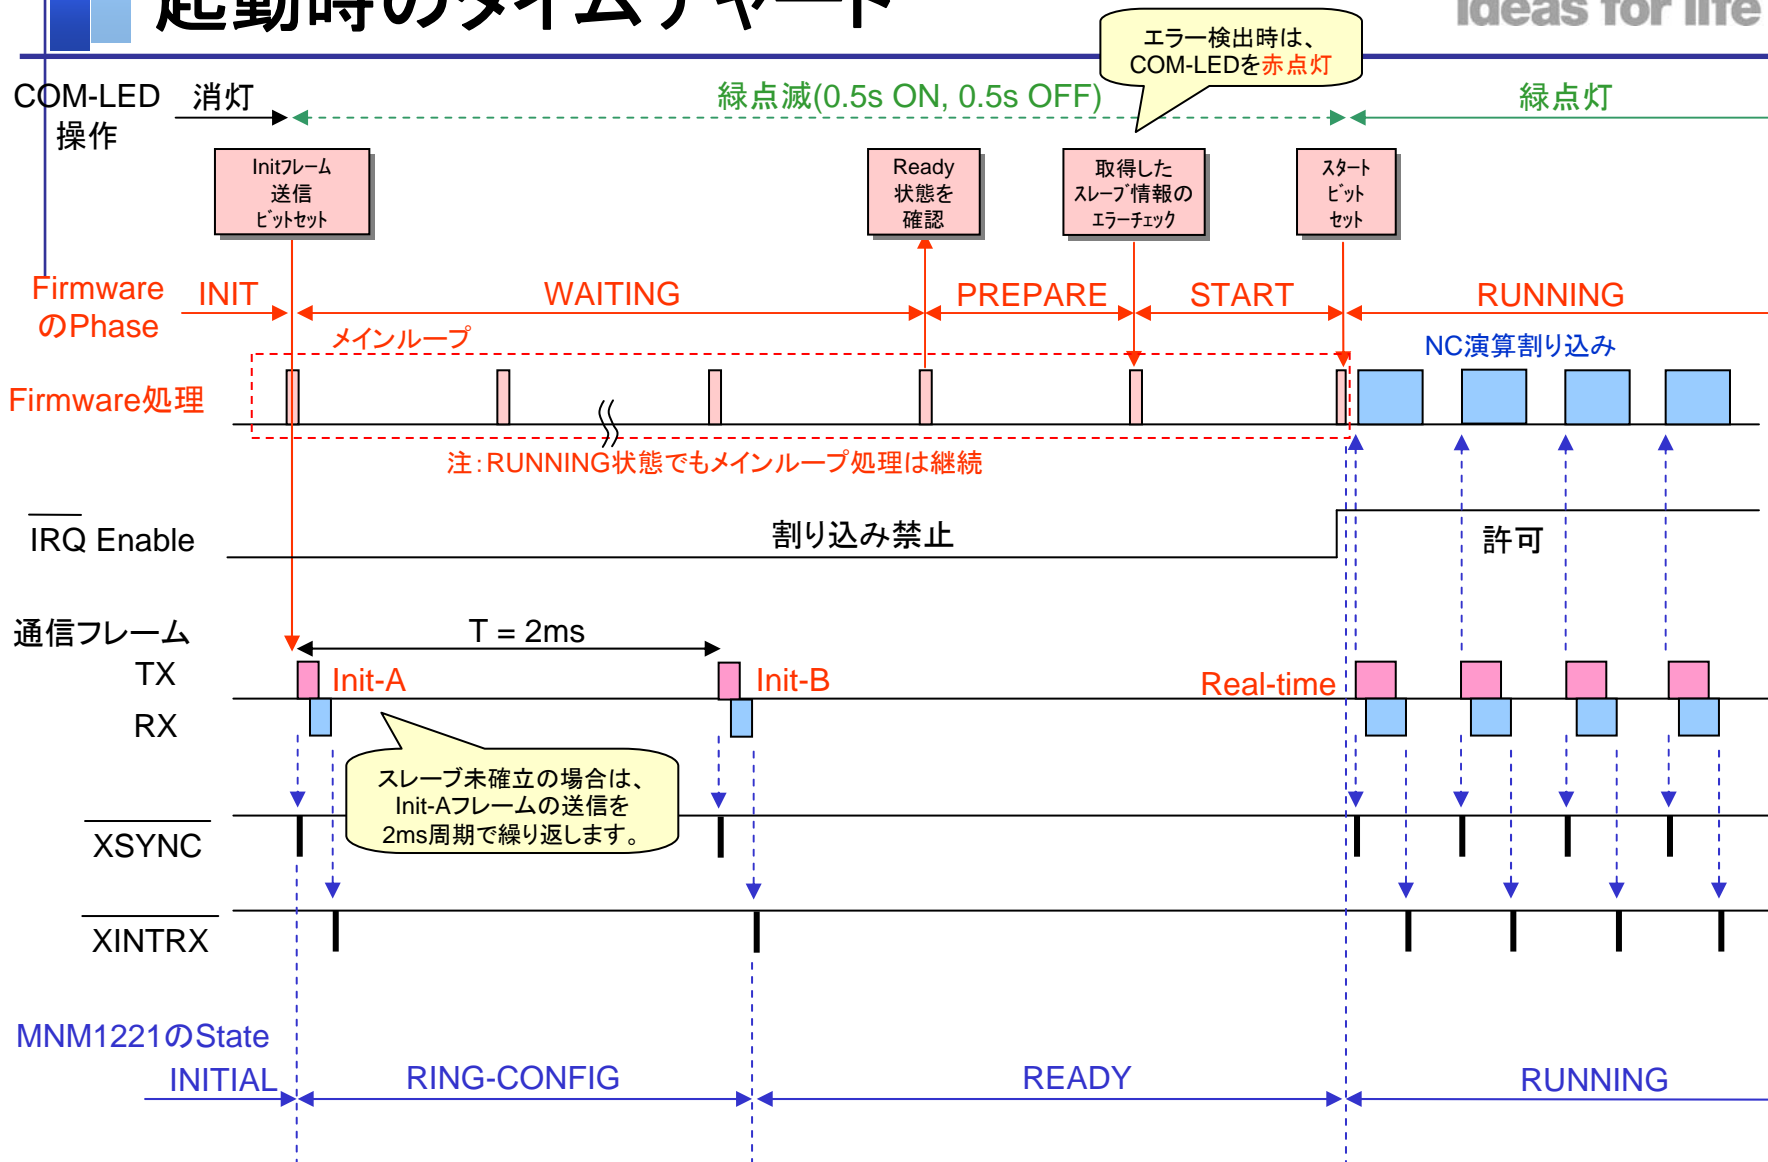 起動時のタイムチャート
ideas for life
エラー検出時は、
COM-LEDを赤点灯
COM-LED
操作
消灯
緑点滅(0.5s ON, 0.5s OFF)
緑点灯
Initフレーム
送信
ビットセット
Ready
状態を
確認
取得した
スレーブ情報の
エラーチェック
スタート
ビット
セット
Firmware
のPhase
INIT
WAITING
PREPARE
START
RUNNING
メインループ
NC演算割り込み
Firmware処理
注：RUNNING状態でもメインループ処理は継続
IRQ Enable
割り込み禁止
許可
通信フレーム
T = 2ms
TX
Init-A
Init-B
Real-time
RX
スレーブ未確立の場合は、
Init-Aフレームの送信を
2ms周期で繰り返します。
XSYNC
XINTRX
MNM1221のState
INITIAL
RING-CONFIG
READY
RUNNING